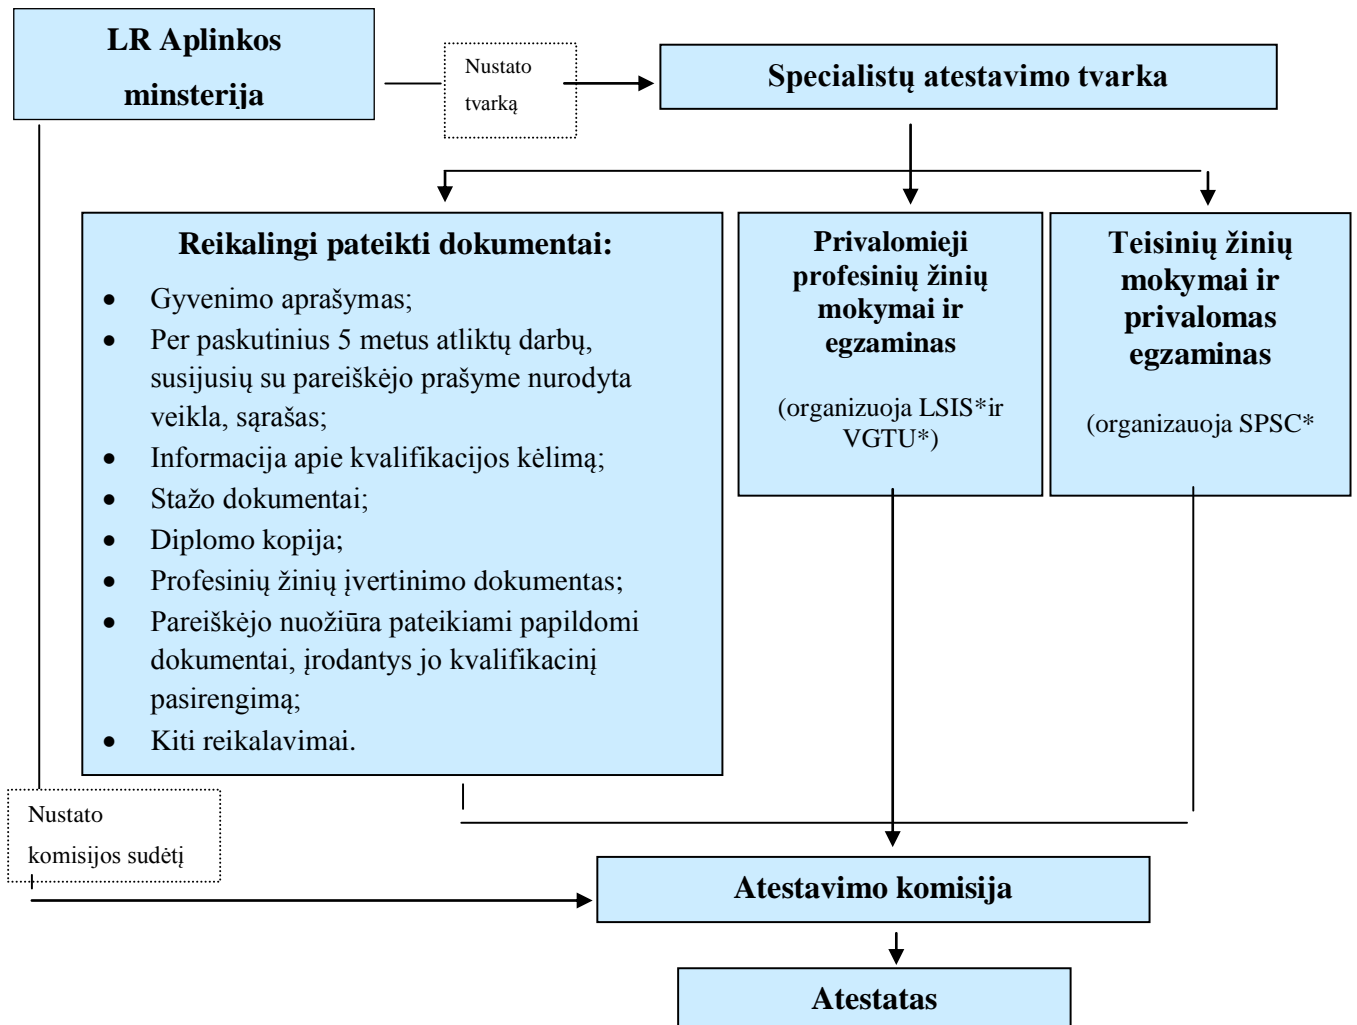 LR Aplinkos
minsterija
Nustato
tvarką
Specialistų atestavimo tvarka
Reikalingi pateikti dokumentai:
• Gyvenimo aprašymas;
• Per paskutinius 5 metus atliktų darbų,
susijusių su pareiškėjo prašyme nurodyta
veikla, sąrašas;
• Informacija apie kvalifikacijos kėlimą;
• Stažo dokumentai;
• Diplomo kopija;
• Profesinių žinių įvertinimo dokumentas;
• Pareiškėjo nuožiūra pateikiami papildomi
dokumentai, įrodantys jo kvalifikacinį
pasirengimą;
• Kiti reikalavimai.
Privalomieji
profesinių žinių
mokymai ir
egzaminas
(organizuoja LSIS*ir
VGTU*)
Teisinių žinių
mokymai ir
privalomas
egzaminas
(organizauoja SPSC*
Nustato
komisijos sudėtį
Atestavimo komisija
Atestatas